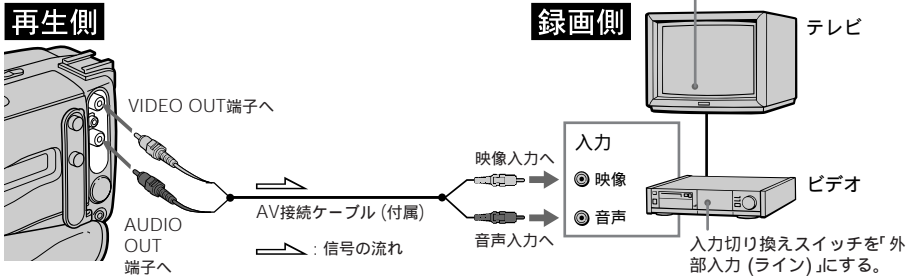 再生側
録画側
テレビ
VIDEO OUT端子へ
入力
映像入力へ
映像
AV接続ケーブル (付属)
音声
ビデオ
AUDIO
OUT
端子へ
: 信号の流れ
音声入力へ
入力切り換えスイッチを「外
部入力 (ライン)」にする。